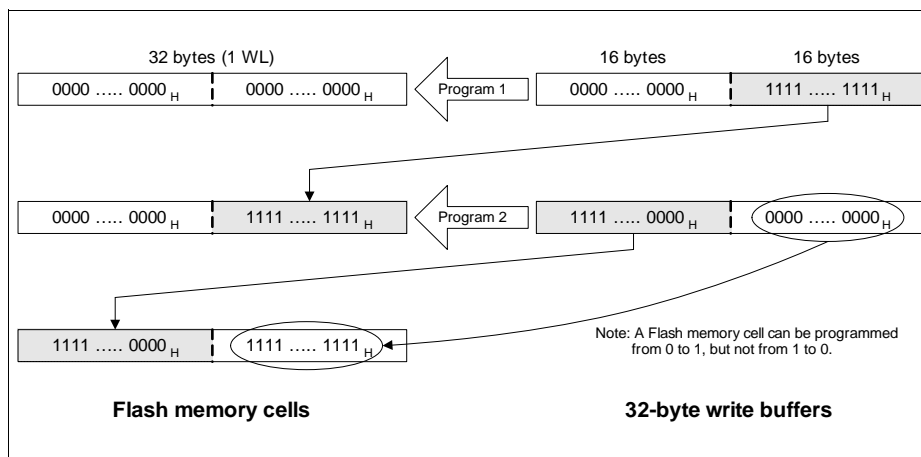 32 bytes (1 WL) 16 bytes 16 bytes
0000 ..... 0000 H 0000 ..... 0000 H Program 1 0000 ..... 0000 H 1111 ..... 1111 H
0000 ..... 0000 H 1111 ..... 1111 H Program 2 1111 ..... 0000 H 0000 ..... 0000 H
1111 ..... 0000 H 1111 ..... 1111 H
Note: A Flash memory cell can be programmed
from 0 to 1, but not from 1 to 0.
Flash memory cells 32-byte write buffers